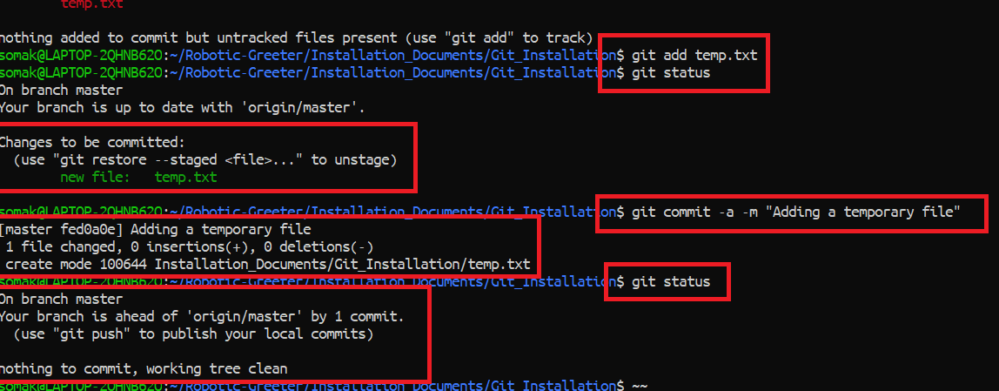 temp.txt
nothing added to commit but untracked files present (use "git add" to track)
somak@LAPTOP-2QHNB62O:~/Robotic-Greeter/Installation_Documents/Git_Installation$ git add temp.txt
somak@LAPTOP-2QHNB62O:~/Robotic-Greeter/Installation_Documents/Git_Installation$ git status
On branch master
Your branch is up to date with 'origin/master'.
Changes to be committed:
(use "git restore --staged <file>..." to unstage)
new file: temp.txt
somak@LAPTOP-2QHNB62O:~/Robotic-Greeter/Installation_Documents/Git_Installation$ git commit -a -m "Adding a temporary file"
[master fed0a0e] Adding a temporary file
1 file changed, 0 insertions(+), 0 deletions(-)
create mode 100644 Installation_Documents/Git_Installation/temp.txt
somak@LAPTOP-2QHNB62O:~/Robotic-Greeter/Installation_Documents/Git_Installation$ git status
On branch master
Your branch is ahead of 'origin/master' by 1 commit.
(use "git push" to publish your local commits)
nothing to commit, working tree clean
somak@LAPTOP-2QHNB62O:~/Robotic-Greeter/Installation_Documents/Git_Installation$ ~~